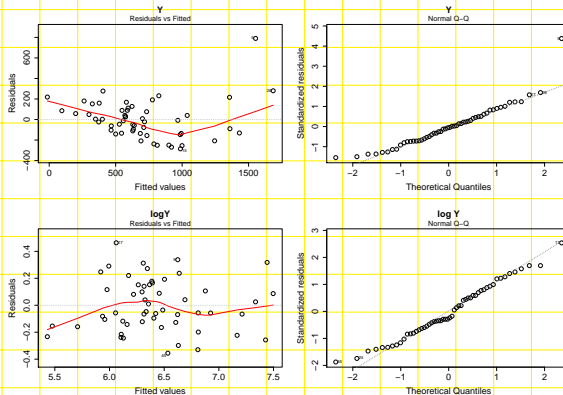 Y
Residuals vs Fitted
Residuals
600
200
0
−400
0
500
1000
1500
Fitted values
Y
Normal Q−Q
Standardized residuals
5
4
3
2
1
0
−1
−2
−1
0
1
2
Theoretical Quantiles
logY
Residuals vs Fitted
Residuals
0.4
0.2
0.0
−0.2
−0.4
5.5
6.0
6.5
7.0
7.5
Fitted values
log Y
Normal Q−Q
Standardized residuals
3
2
1
0
−1
−2
−2
−1
0
1
2
Theoretical Quantiles